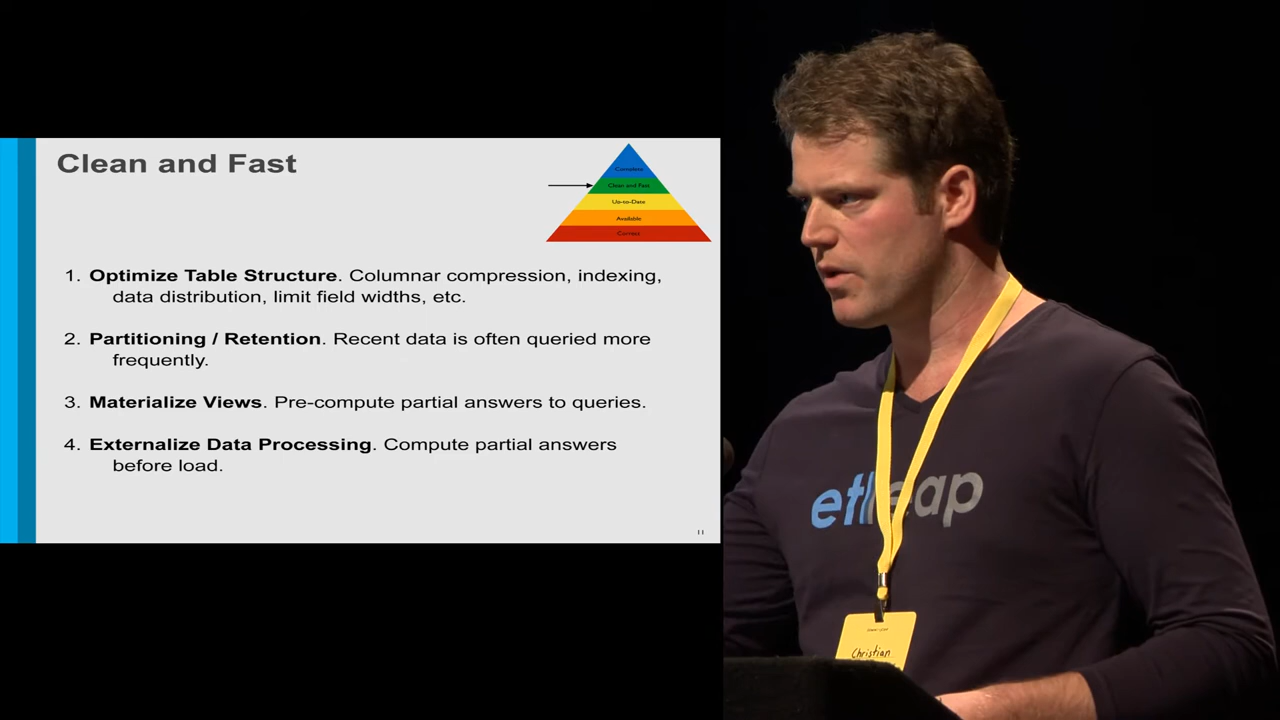 Clean and Fast
Complete
Clean and Fast
Up-to-Date
Available
Correct
1. Optimize Table Structure. Columnar compression, indexing,
data distribution, limit field widths, etc.
2. Partitioning / Retention. Recent data is often queried more
frequently.
3. Materialize Views. Pre-compute partial answers to queries.
4. Externalize Data Processing. Compute partial answers
before load.
11
etleap
Christian